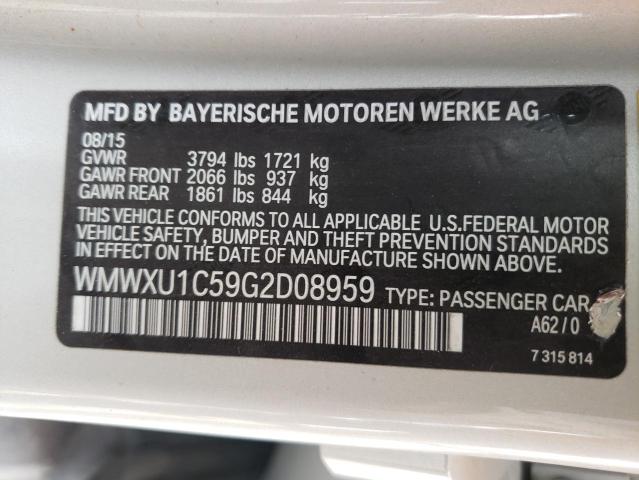 MFD BY BAYERISCHE MOTOREN WERKE AG
08/15
GVWR 3794 lbs 1721 kg
GAWR FRONT 2066 lbs 937 kg
GAWR REAR 1861 lbs 844 kg
THIS VEHICLE CONFORMS TO ALL APPLICABLE U.S.FEDERAL MOTOR
VEHICLE SAFETY, BUMPER AND THEFT PREVENTION STANDARDS
IN EFFECT ON THE DATE OF MANUFACTURE SHOWN ABOVE.
WMWXU1C59G2D08959 TYPE: PASSENGER CAR
A62/0
7 315 814